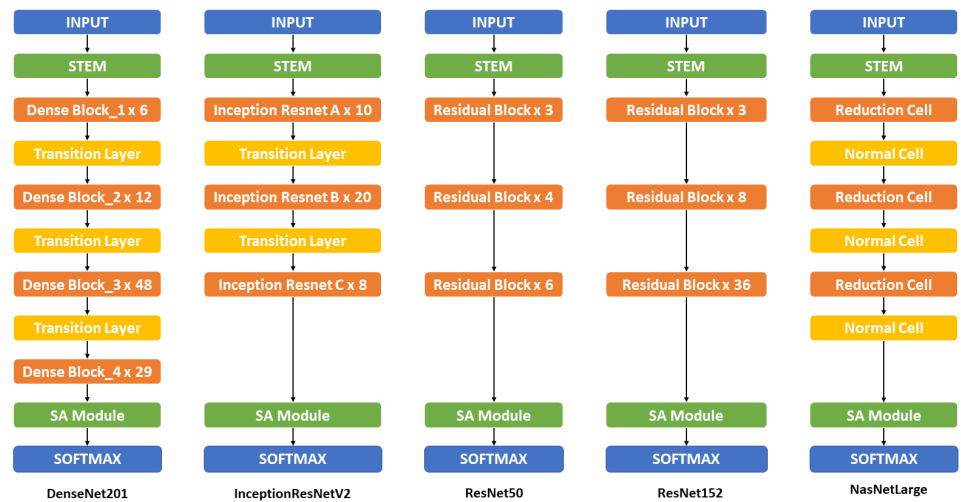 INPUT
STEM
Dense Block_1 x 6
Transition Layer
Dense Block_2 x 12
Transition Layer
Dense Block_3 x 48
Transition Layer
Dense Block_4 x 29
SA Module
SOFTMAX
DenseNet201
INPUT
STEM
Inception Resnet A x 10
Transition Layer
Inception Resnet B x 20
Transition Layer
Inception Resnet C x 8
SA Module
SOFTMAX
InceptionResNetV2
INPUT
STEM
Residual Block x 3
Residual Block x 4
Residual Block x 6
SA Module
SOFTMAX
ResNet50
INPUT
STEM
Residual Block x 3
Residual Block x 8
Residual Block x 36
SA Module
SOFTMAX
ResNet152
INPUT
STEM
Reduction Cell
Normal Cell
Reduction Cell
Normal Cell
Reduction Cell
Normal Cell
SA Module
SOFTMAX
NasNetLarge